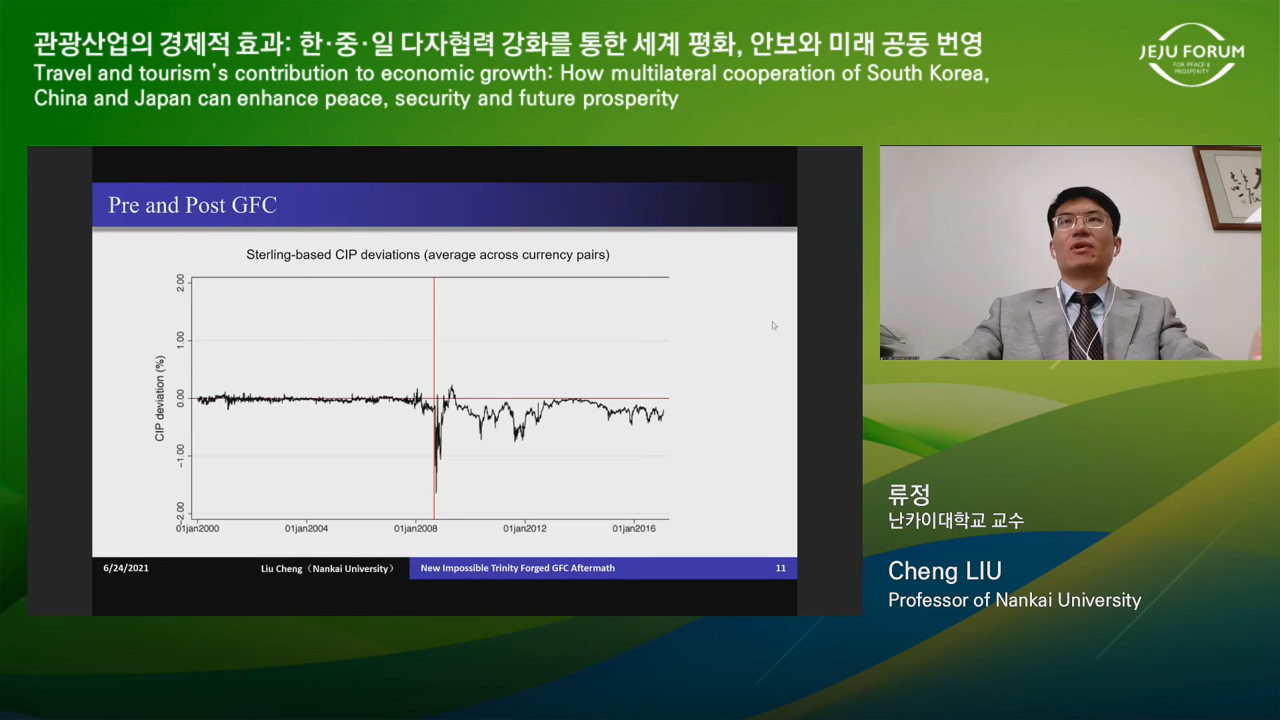 관광산업의 경제적 효과: 한·중·일 다자협력 강화를 통한 세계 평화, 안보와 미래 공동 번영
Travel and tourism's contribution to economic growth: How multilateral cooperation of South Korea,
China and Japan can enhance peace, security and future prosperity
JEJU FORUM
FOR PEACE &
PROSPERITY
Pre and Post GFC
Sterling-based CIP deviations (average across currency pairs)
CIP deviation (%)
2.00
1.00
0.00
-1.00
-2.00
01jan2000 01jan2004 01jan2008 01jan2012 01jan2016
6/24/2021 Liu Cheng（Nankai University） New Impossible Trinity Forged GFC Aftermath 11
류정
난카이대학교 교수
Cheng LIU
Professor of Nankai University